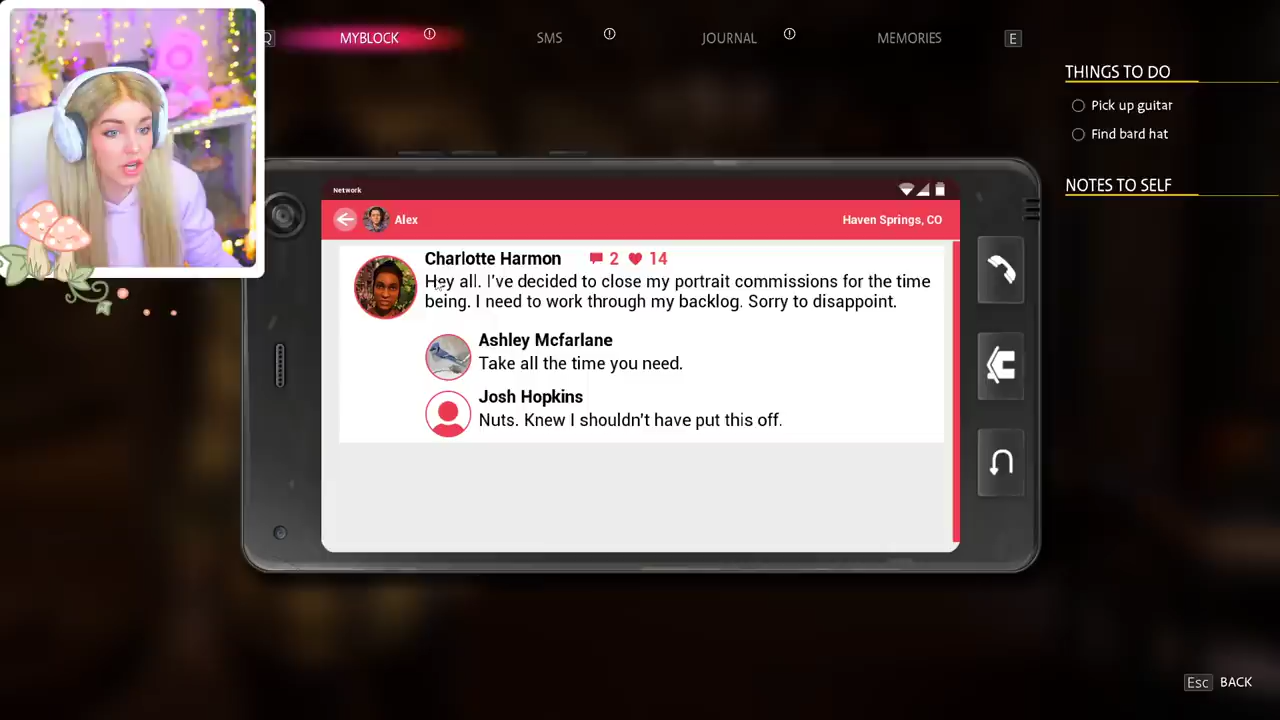 Q
MYBLOCK
SMS
JOURNAL
MEMORIES
E
THINGS TO DO
Pick up guitar
Find bard hat
NOTES TO SELF
Network
Alex
Haven Springs, CO
Charlotte Harmon 2 14
Hey all. I've decided to close my portrait commissions for the time
being. I need to work through my backlog. Sorry to disappoint.
Ashley Mcfarlane
Take all the time you need.
Josh Hopkins
Nuts. Knew I shouldn't have put this off.
Esc BACK